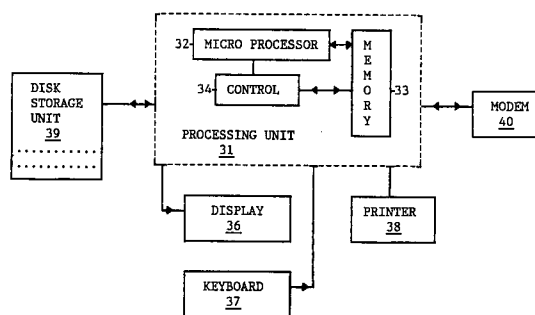 32
MICRO PROCESSOR
MEMORY
34
CONTROL
33
PROCESSING UNIT
31
DISK
STORAGE
UNIT
39
MODEM
40
DISPLAY
36
PRINTER
38
KEYBOARD
37